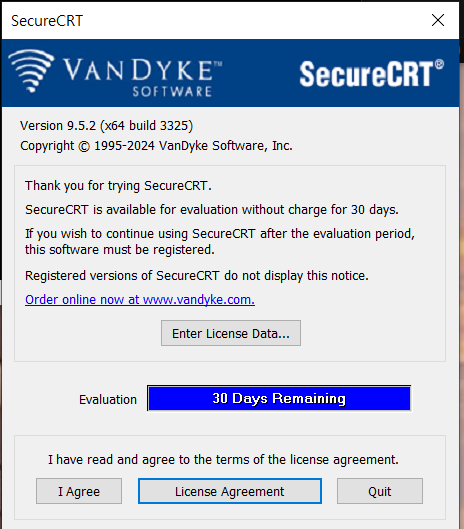 SecureCRT
VANDYKE™ SOFTWARE
SecureCRT®
Version 9.5.2 (x64 build 3325)
Copyright © 1995-2024 VanDyke Software, Inc.
Thank you for trying SecureCRT.
SecureCRT is available for evaluation without charge for 30 days.
If you wish to continue using SecureCRT after the evaluation period,
this software must be registered.
Registered versions of SecureCRT do not display this notice.
Order online now at www.vandyke.com.
Enter License Data...
Evaluation 30 Days Remaining
I have read and agree to the terms of the license agreement.
I Agree License Agreement Quit